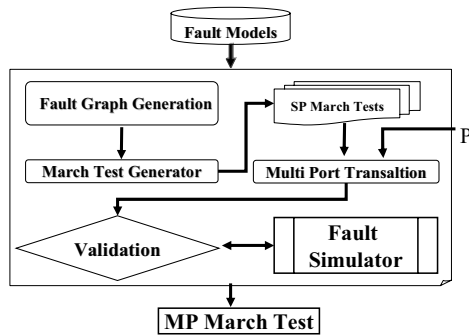 Fault Models
Fault Graph Generation
SP March Tests
P
March Test Generator
Multi Port Transaltion
Validation
Fault
Simulator
MP March Test